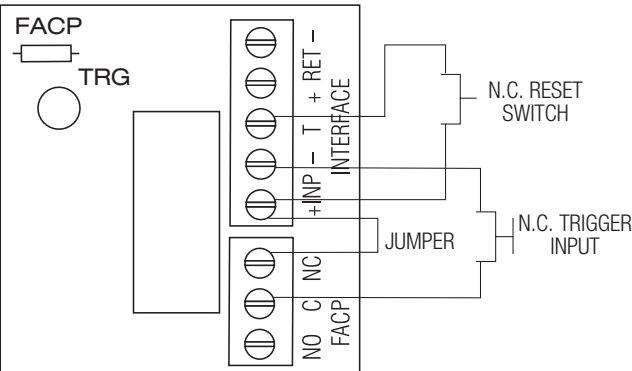 FACP
TRG
+ INP - T + RET -
INTERFACE
NO C NC
FACP
N.C. RESET
SWITCH
JUMPER
N.C. TRIGGER
INPUT